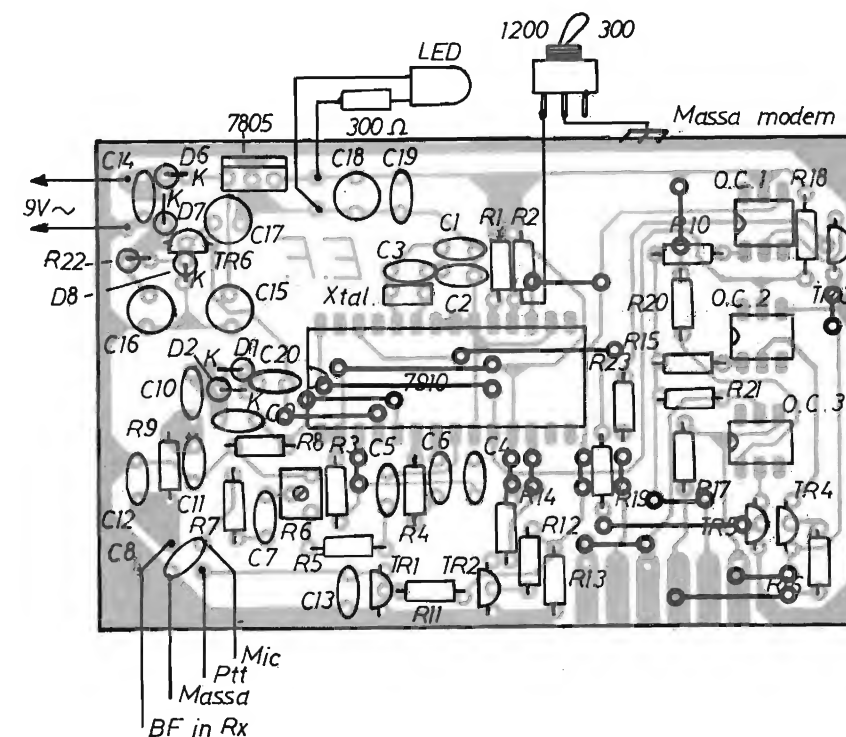 1200 300
LED
300 Ω
Massa modem
7805
C14
D6
K
C18
C19
O.C.1
R18
9V~
K
D7
C17
E.F.
C1
R1
R2
R10
R22
TR6
C3
D8
K
C15
Xtal.
C2
R20
O.C.2
C16
R15
D2
K
D1
C20
R23
C10
K
7910
R21
O.C.3
R9
R8
R3
C5
C6
C4
C12
C11
R7
C7
R6
R4
R14
R19
R17
TR4
C8
R5
TR1
TR2
R12
R13
C13
R11
Mic
Ptt
Massa
BF in Rx